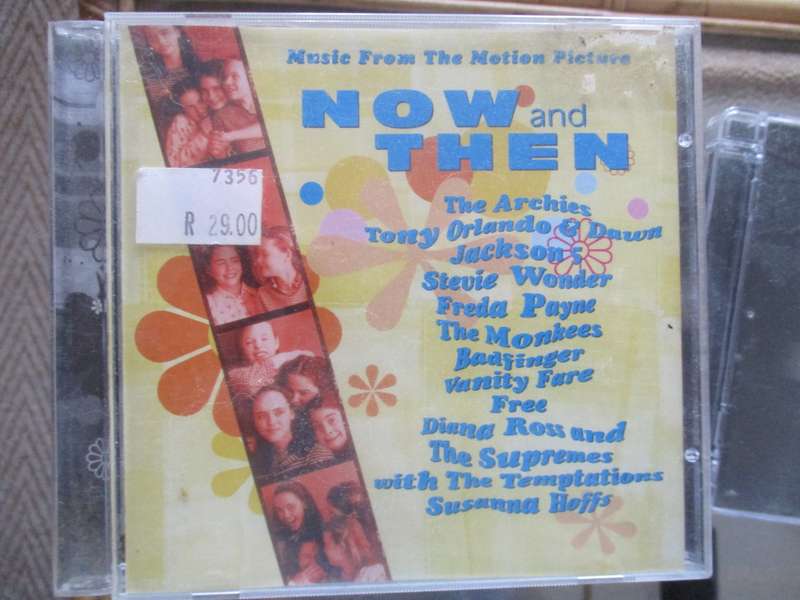 Music From The Motion Picture
NOW and
THEN
7356
R 29.00
The Archies
Tony Orlando & Dawn
Jackson 5
Stevie Wonder
Freda Payne
The Monkees
Badfinger
Vanity Fare
Free
Diana Ross and
The Supremes
with The Temptations
Susanna Hoffs